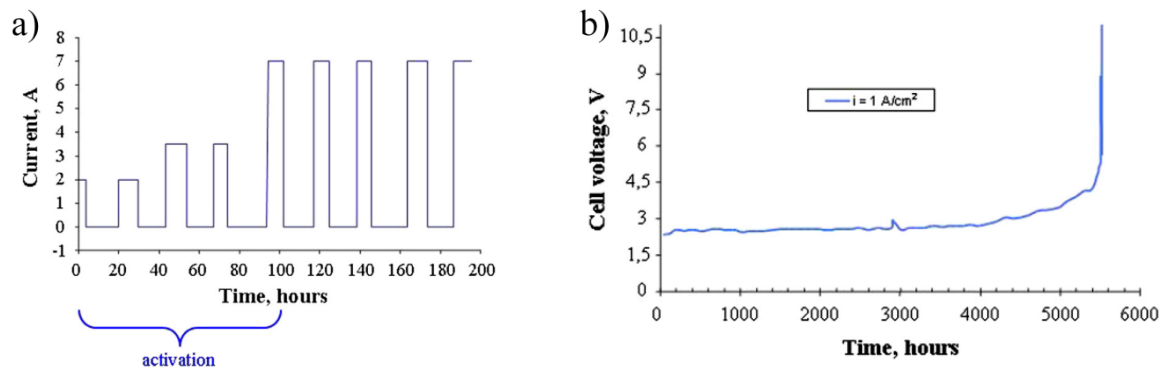 a)
8
7
6
5
4
3
2
1
0
-1
Current, A
0 20 40 60 80 100 120 140 160 180 200
Time, hours
activation
b)
10,5
9
7,5
6
4,5
3
1,5
0
Cell voltage, V
i = 1 A/cm²
0 1000 2000 3000 4000 5000 6000
Time, hours